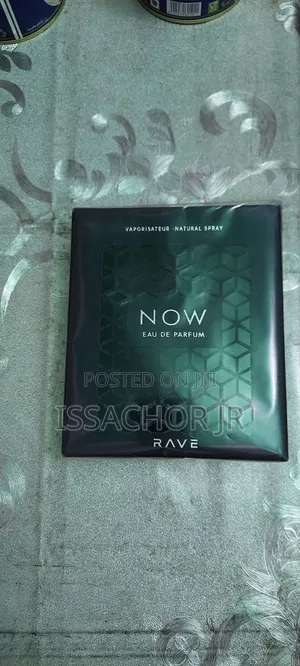 VAPORISATEUR · NATURAL SPRAY
NOW
EAU DE PARFUM
POSTED ON JIJI
ISSACHOR JR
RAVE